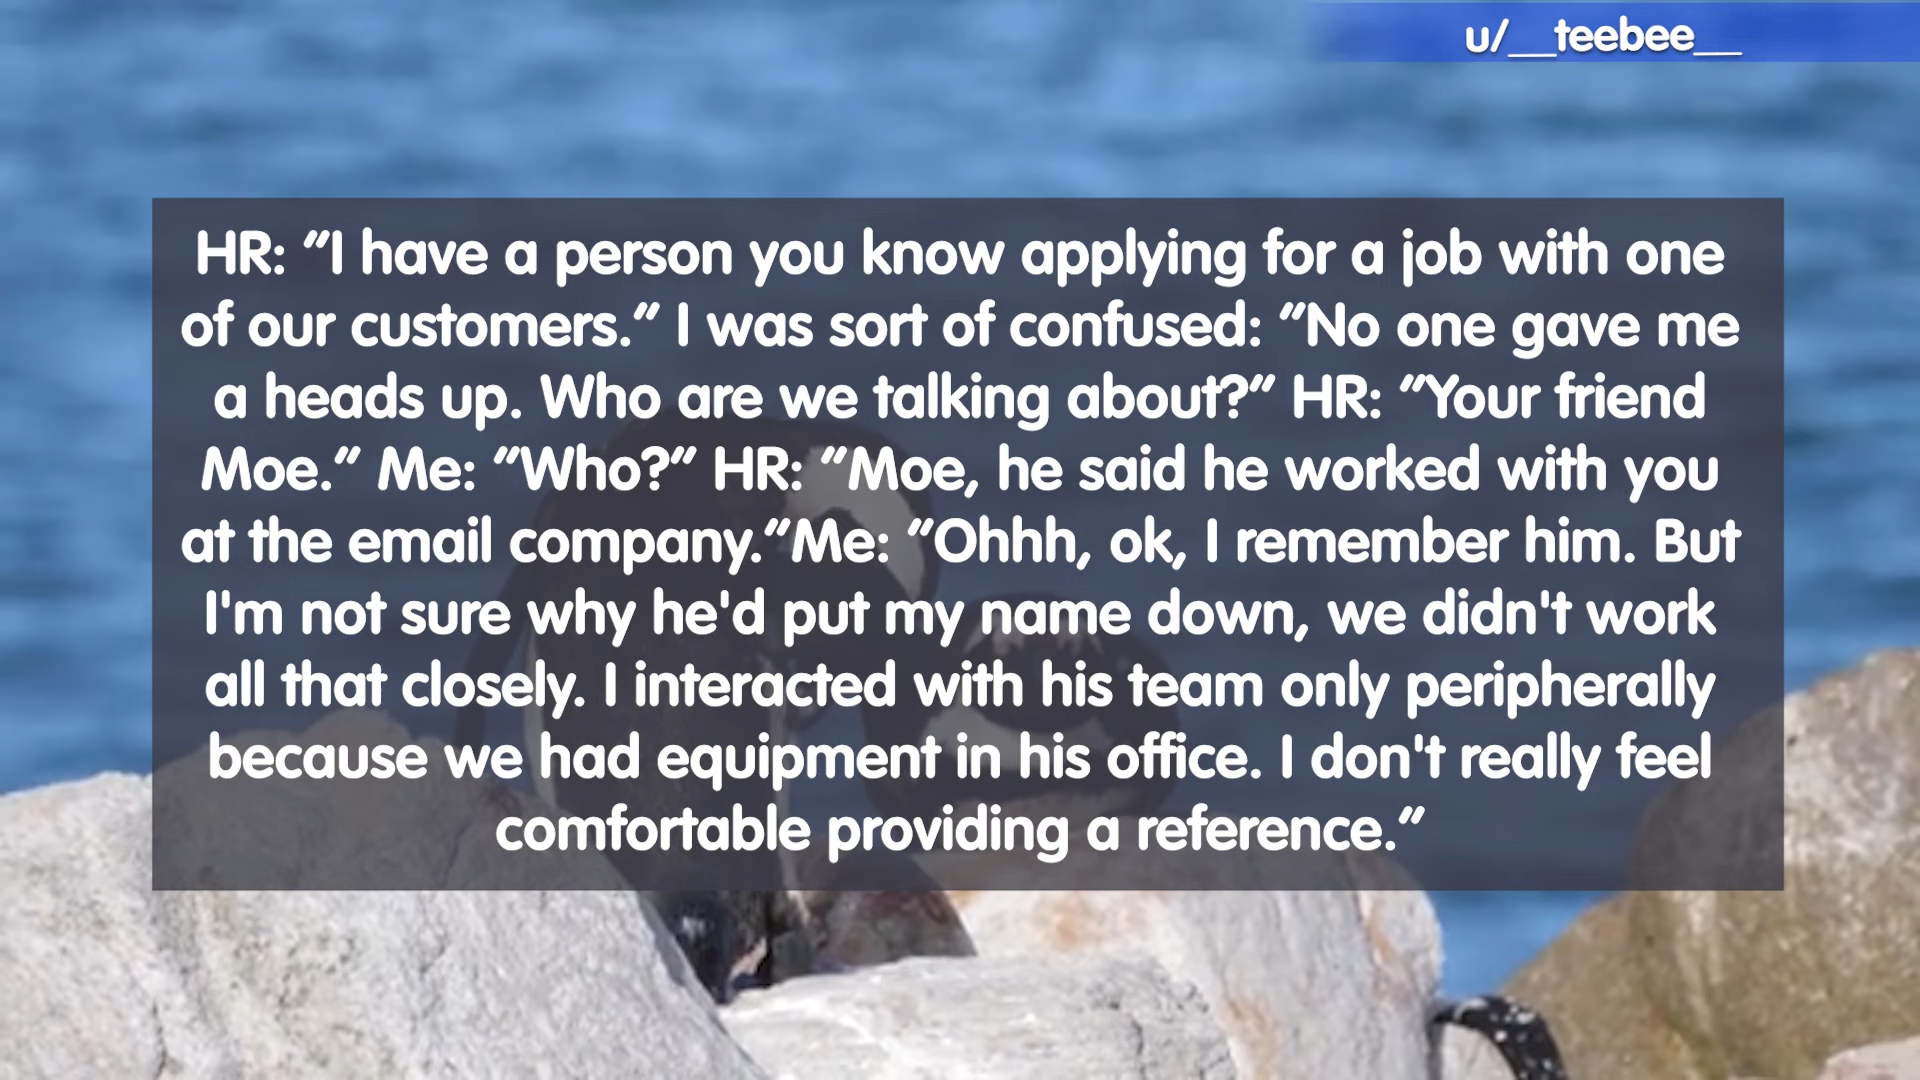 u/__teebee__
HR: “I have a person you know applying for a job with one
of our customers.” I was sort of confused: “No one gave me
a heads up. Who are we talking about?” HR: “Your friend
Moe.” Me: “Who?” HR: “Moe, he said he worked with you
at the email company.“Me: “Ohhh, ok, I remember him. But
I'm not sure why he'd put my name down, we didn't work
all that closely. I interacted with his team only peripherally
because we had equipment in his office. I don't really feel
comfortable providing a reference.”